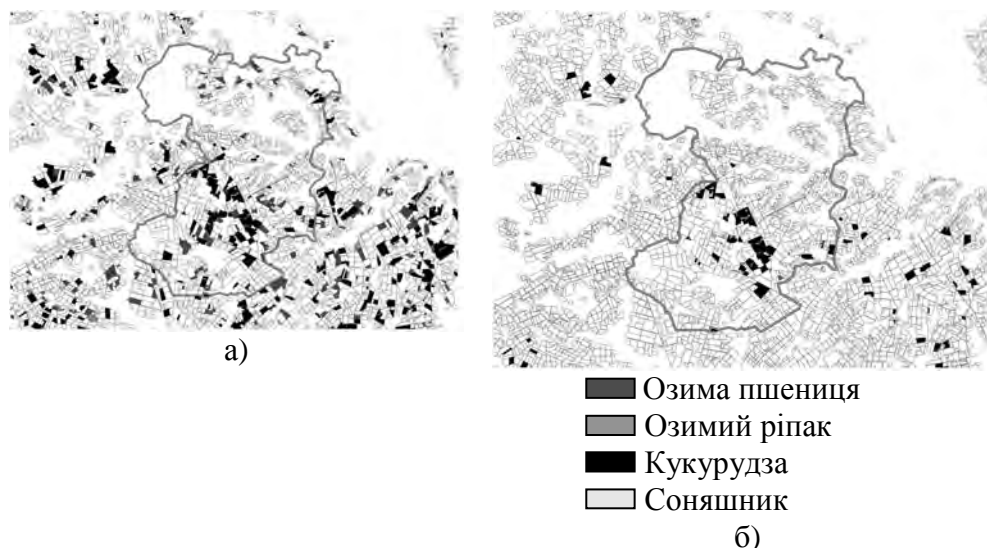 а)
Озима пшениця
Озимий ріпак
Кукурудза
Соняшник
б)